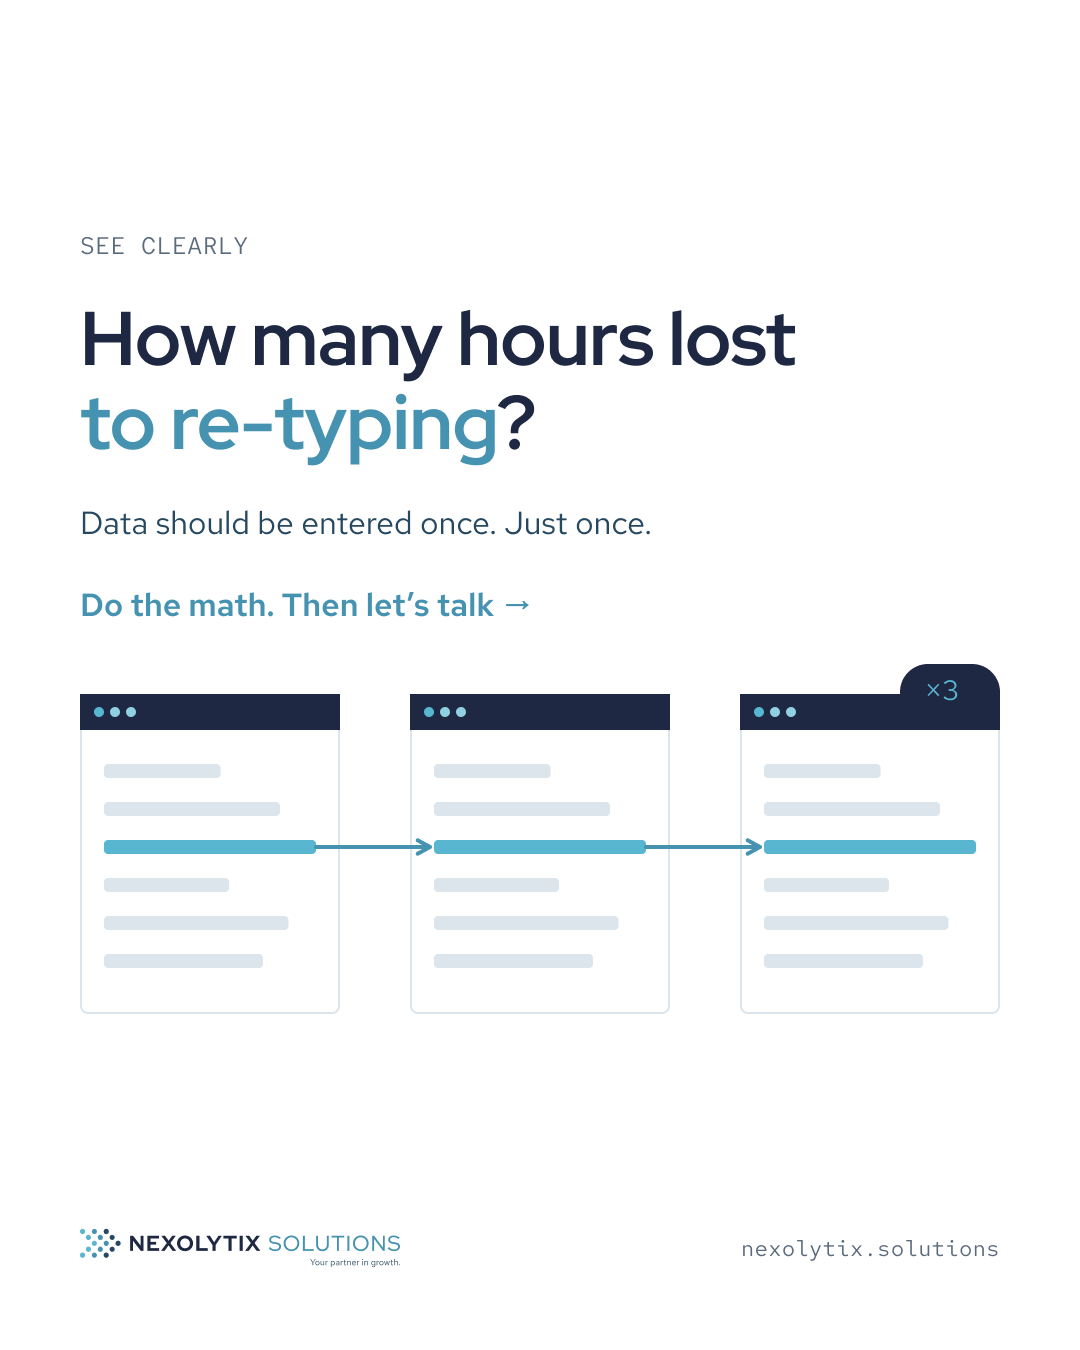 SEE CLEARLY
How many hours lost
to re-typing?
Data should be entered once. Just once.
Do the math. Then let’s talk →
×3
NEXOLYTIX SOLUTIONS
Your partner in growth.
nexolytix.solutions